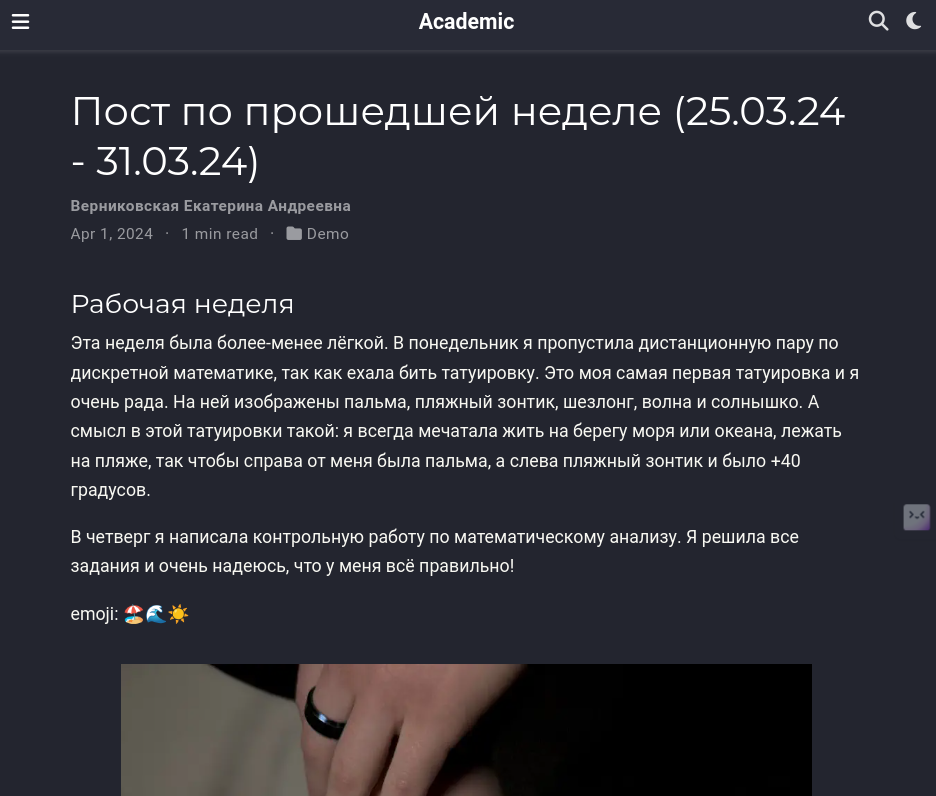 Academic
Пост по прошедшей неделе (25.03.24
- 31.03.24)
Верниковская Екатерина Андреевна
Apr 1, 2024 · 1 min read · Demo
Рабочая неделя
Эта неделя была более-менее лёгкой. В понедельник я пропустила дистанционную пару по
дискретной математике, так как ехала бить татуировку. Это моя самая первая татуировка и я
очень рада. На ней изображены пальма, пляжный зонтик, шезлонг, волна и солнышко. А
смысл в этой татуировки такой: я всегда мечатала жить на берегу моря или океана, лежать
на пляже, так чтобы справа от меня была пальма, а слева пляжный зонтик и было +40
градусов.
В четверг я написала контрольную работу по математическому анализу. Я решила все
задания и очень надеюсь, что у меня всё правильно!
emoji: 🏖️🌊☀️